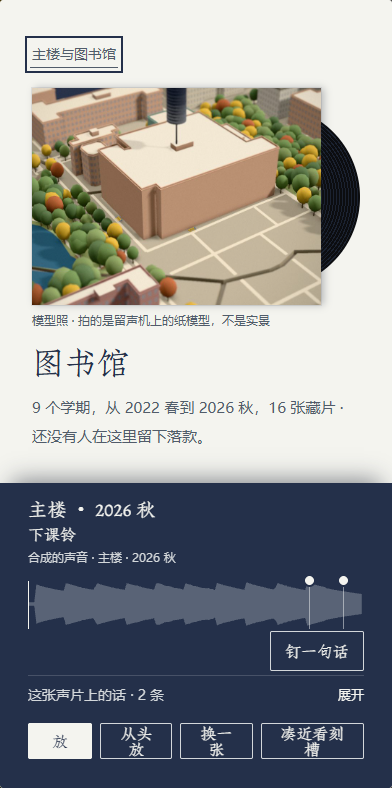 主楼与图书馆
模型照 · 拍的是留声机上的纸模型，不是实景
图书馆
9 个学期，从 2022 春到 2026 秋，16 张藏片 ·
还没有人在这里留下落款。
主楼 · 2026 秋
下课铃
合成的声音 · 主楼 · 2026 秋
钉一句话
这张声片上的话 · 2 条
展开
放
从头
放
换一
张
凑近看刻
槽